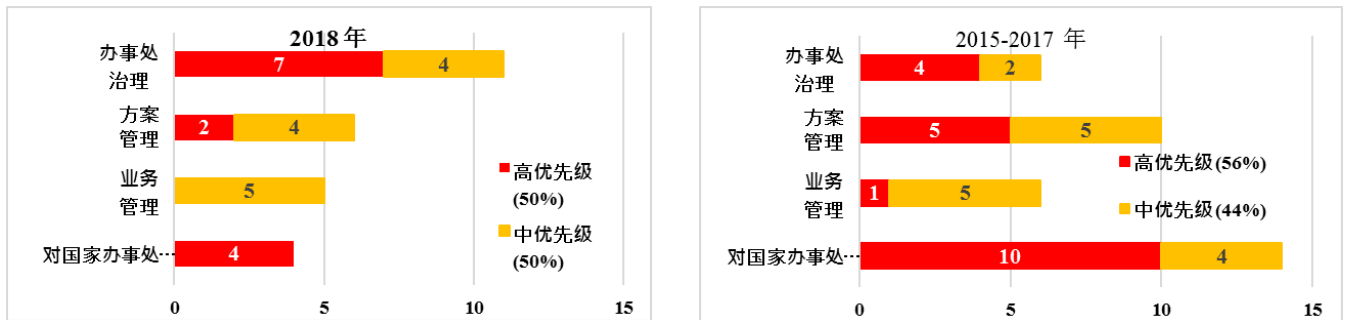 2018 年
办事处
治理
7
4
方案
管理
2
4
业务
管理
5
对国家办事处…
4
高优先级
(50%)
中优先级
(50%)
0
5
10
15
2015-2017 年
办事处
治理
4
2
方案
管理
5
5
业务
管理
1
5
对国家办事处…
10
4
高优先级(56%)
中优先级(44%)
0
5
10
15